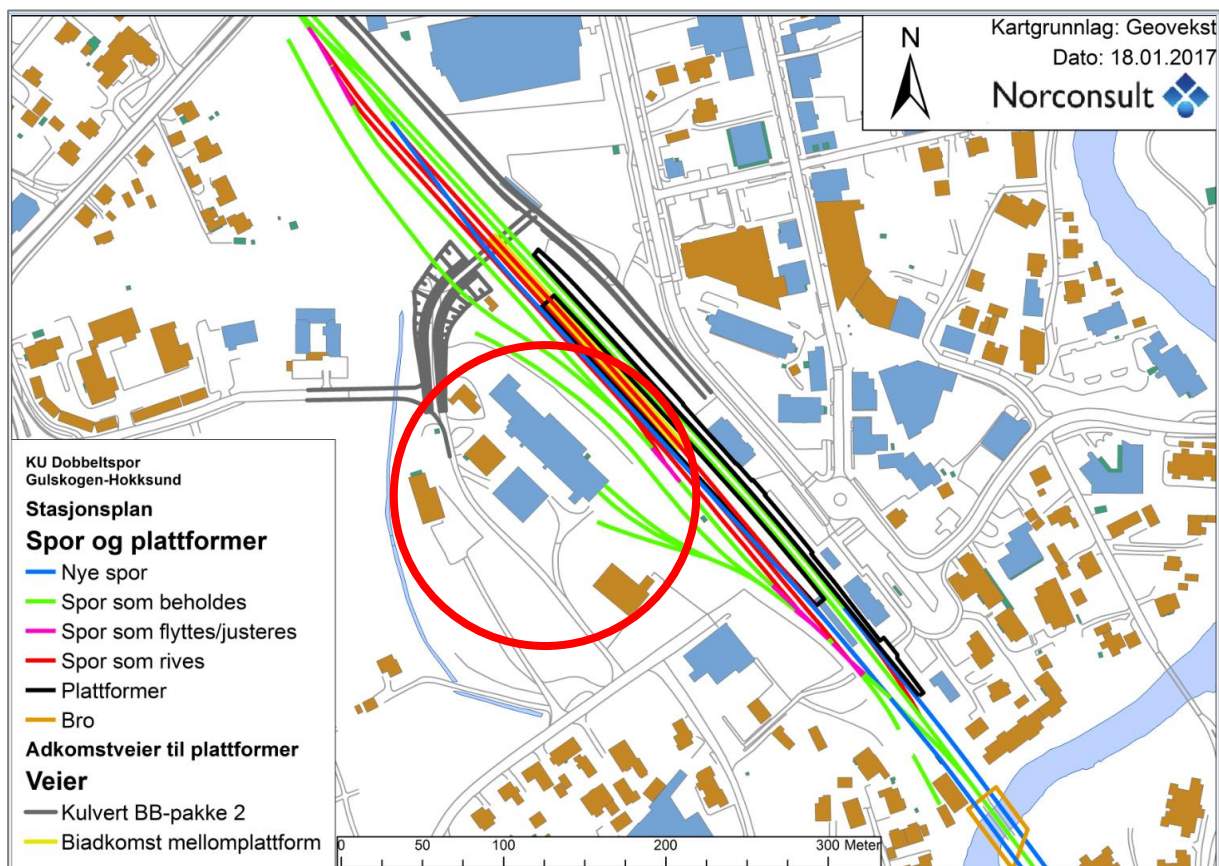 N
Kartgrunnlag: Geovekst
Dato: 18.01.2017
Norconsult
KU Dobbeltspor
Gulskogen-Hokksund
Stasjonsplan
Spor og plattformer
Nye spor
Spor som beholdes
Spor som flyttes/justeres
Spor som rives
Plattformer
Bro
Adkomstveier til plattformer
Veier
Kulvert BB-pakke 2
Biadkomst mellomplattform
0 50 100 200 300 Meter